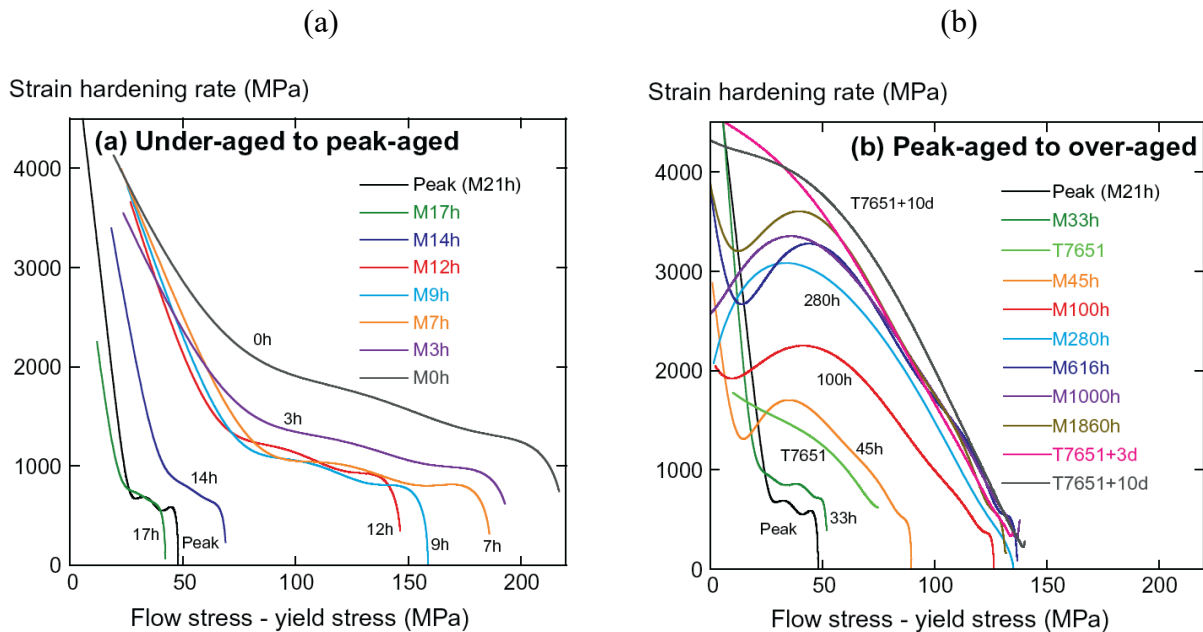 (a)
(b)
Strain hardening rate (MPa)
(a) Under-aged to peak-aged
4000
3000
2000
1000
0
0
50
100
150
200
Flow stress - yield stress (MPa)
Peak (M21h)
M17h
M14h
M12h
M9h
M7h
M3h
M0h
0h
3h
14h
17h
Peak
12h
9h
7h
Strain hardening rate (MPa)
(b) Peak-aged to over-aged
4000
3000
2000
1000
0
0
50
100
150
200
Flow stress - yield stress (MPa)
Peak (M21h)
M33h
T7651
M45h
M100h
M280h
M616h
M1000h
M1860h
T7651+3d
T7651+10d
T7651+10d
280h
100h
T7651
45h
Peak
33h